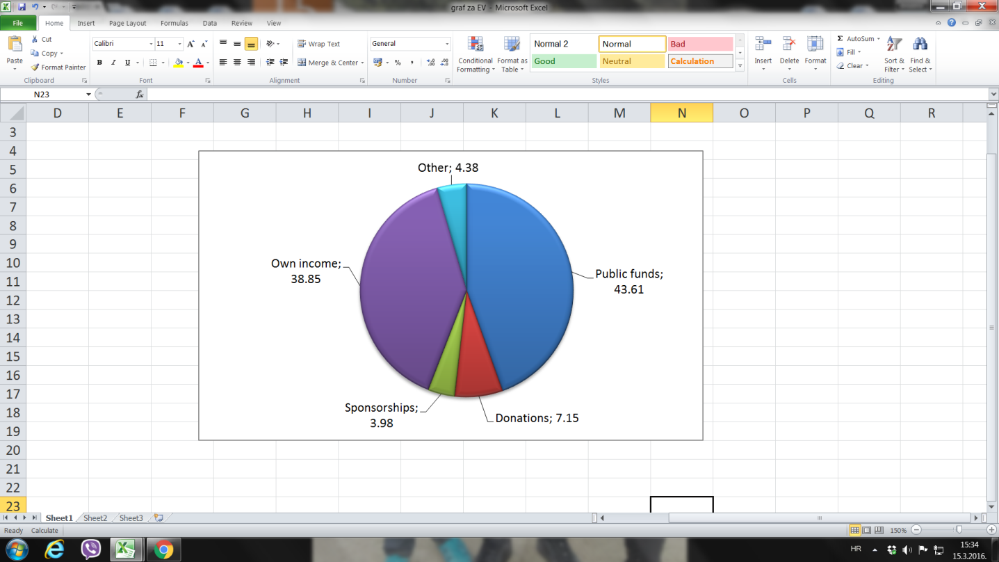 graf za EV - Microsoft Excel
File Home Insert Page Layout Formulas Data Review View
Paste
Cut
Copy
Format Painter
Clipboard
Calibri 11
B I U
Font
Wrap Text
Merge & Center
Alignment
General
Number
Conditional Formatting
Format as Table
Normal 2 Normal Bad
Good Neutral Calculation
Styles
Insert Delete Format
Cells
Σ AutoSum
Fill
Clear
Sort & Filter
Find & Select
Editing
N23 fx
D E F G H I J K L M N O P Q R
3
4
5
6
7
8
9
10
11
12
13
14
15
16
17
18
19
20
21
22
23
Other; 4.38
Own income;
38.85
Public funds;
43.61
Sponsorships;
3.98
Donations; 7.15
Sheet1 Sheet2 Sheet3
Ready Calculate 150%
HR 15:34
15.3.2016.